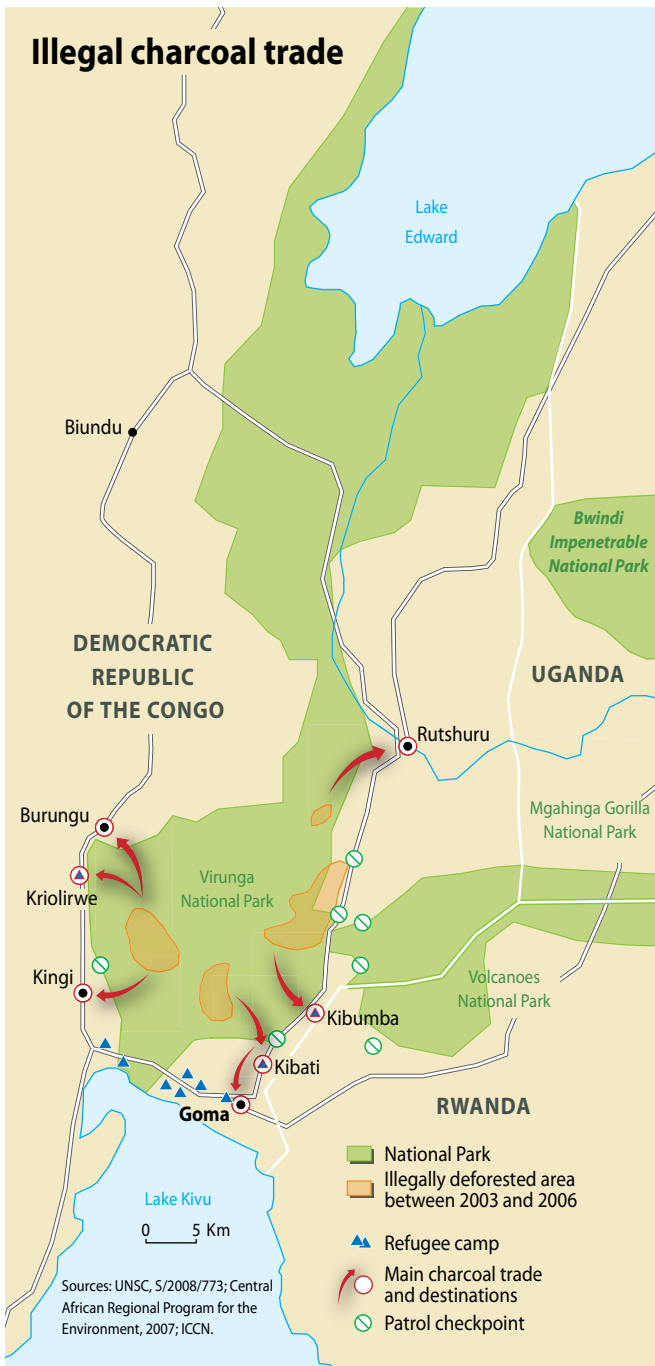 Illegal charcoal trade
Lake
Edward
Biundu
Bwindi
Impenetrable
National Park
DEMOCRATIC
REPUBLIC
OF THE CONGO
UGANDA
Rutshuru
Burungu
Mgahinga Gorilla
National Park
Kriolirwe
Virunga
National Park
Kingi
Volcanoes
National Park
Kibumba
Kibati
Goma
RWANDA
National Park
Illegally deforested area
between 2003 and 2006
Lake Kivu
0 5 Km
Refugee camp
Main charcoal trade
and destinations
Patrol checkpoint
Sources: UNSC, S/2008/773; Central
African Regional Program for the
Environment, 2007; ICCN.